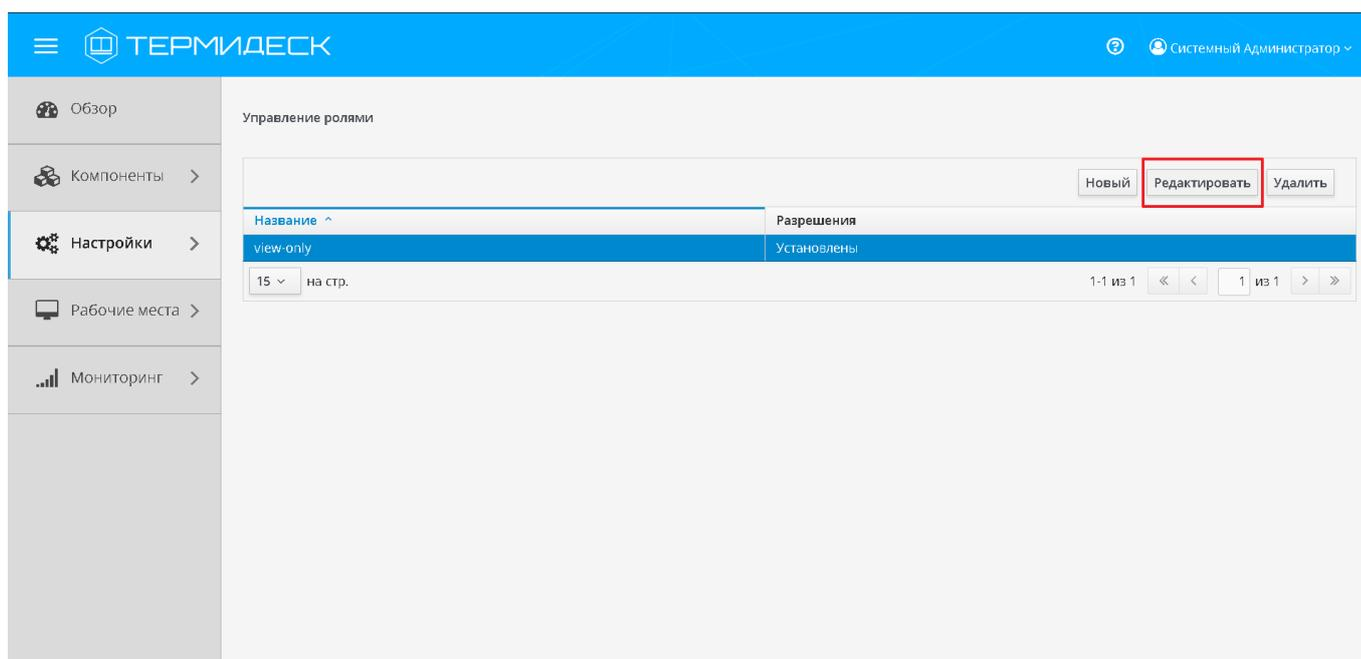 ТЕРМИДЕСК
Системный Администратор
Обзор
Компоненты
Настройки
Рабочие места
Мониторинг
Управление ролями
Новый Редактировать Удалить
Название Разрешения
view-only Установлены
15 на стр. 1-1 из 1 1 из 1